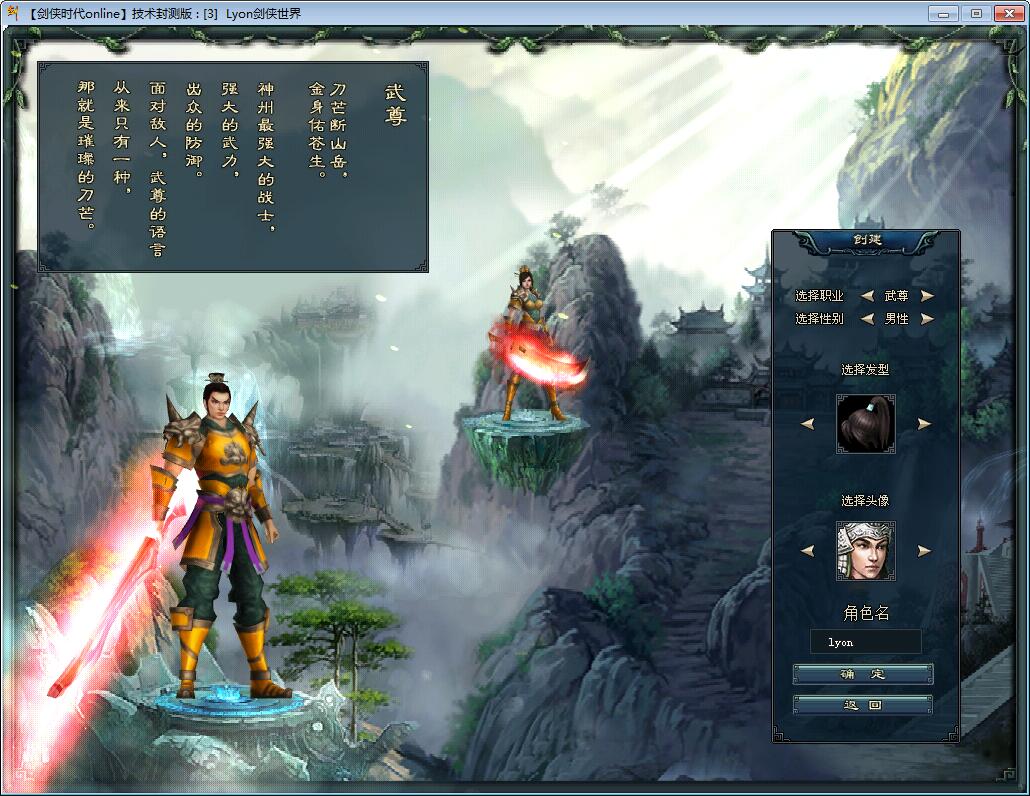 【剑侠时代online】技术封测版 : [3] Lyon剑侠世界
武尊
刀芒断山岳，
金身佑苍生。
神州最强大的战士，
强大的武力，
出众的防御。
面对敌人，武尊的语言
从来只有一种，
那就是璀璨的刀芒。
创建
选择职业 武尊
选择性别 男性
选择发型
选择头像
角色名
lyon
确 定
返 回